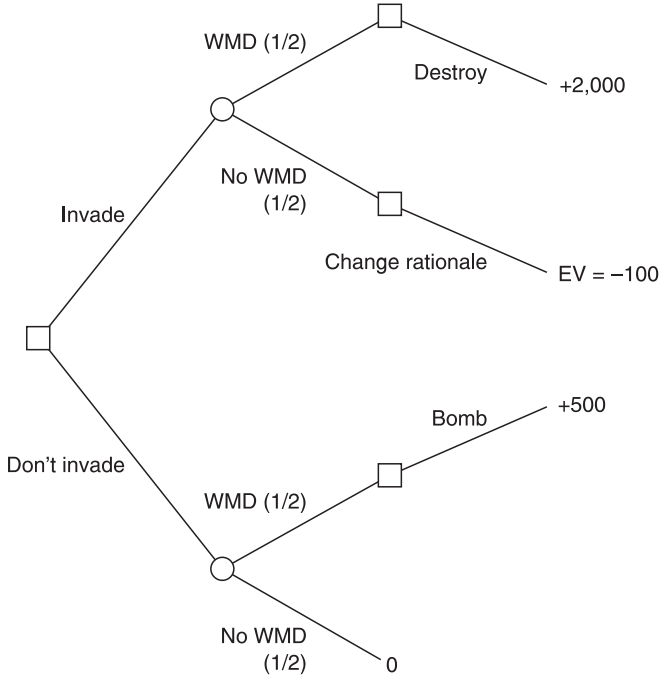 WMD (1/2)
Destroy
+2,000
No WMD
(1/2)
Invade
Change rationale
EV = –100
+500
Bomb
Don't invade
WMD (1/2)
No WMD
(1/2)
0